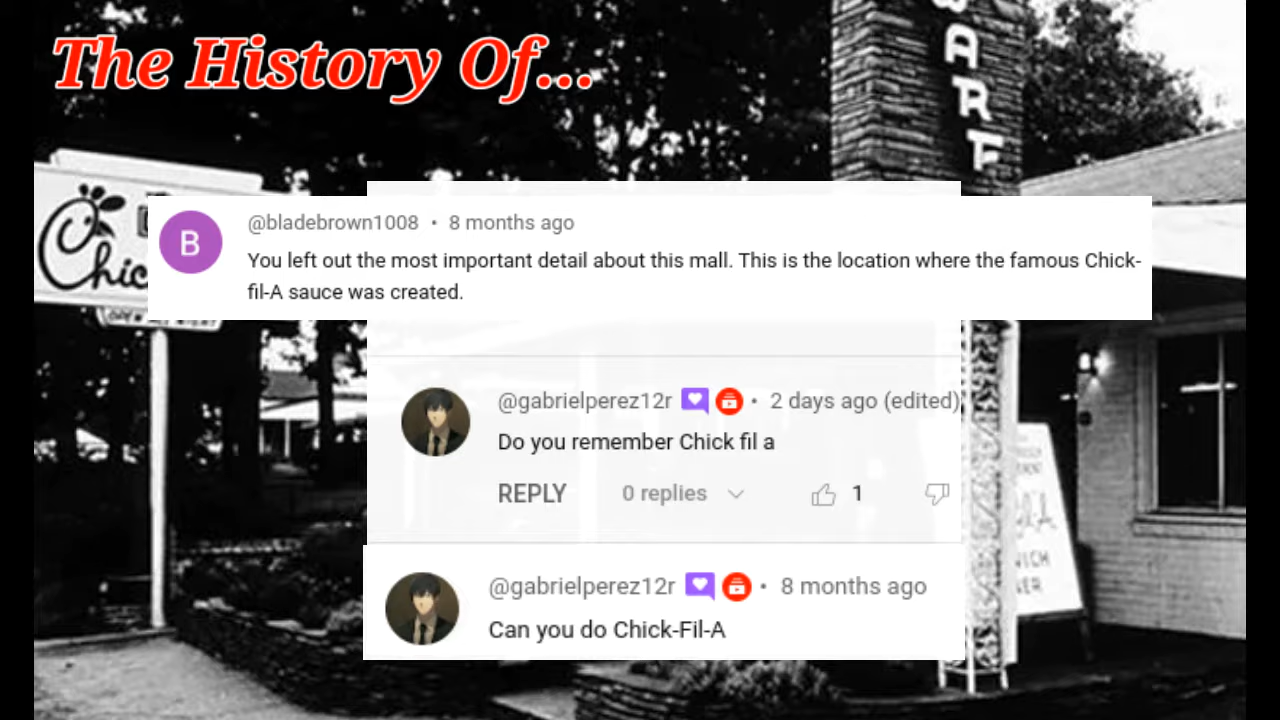 The History Of...
WART
Chic
@bladebrown1008 • 8 months ago
B
You left out the most important detail about this mall. This is the location where the famous Chick-
fil-A sauce was created.
@gabrielperez12r • 2 days ago (edited)
Do you remember Chick fil a
REPLY 0 replies 1
@gabrielperez12r • 8 months ago
Can you do Chick-Fil-A